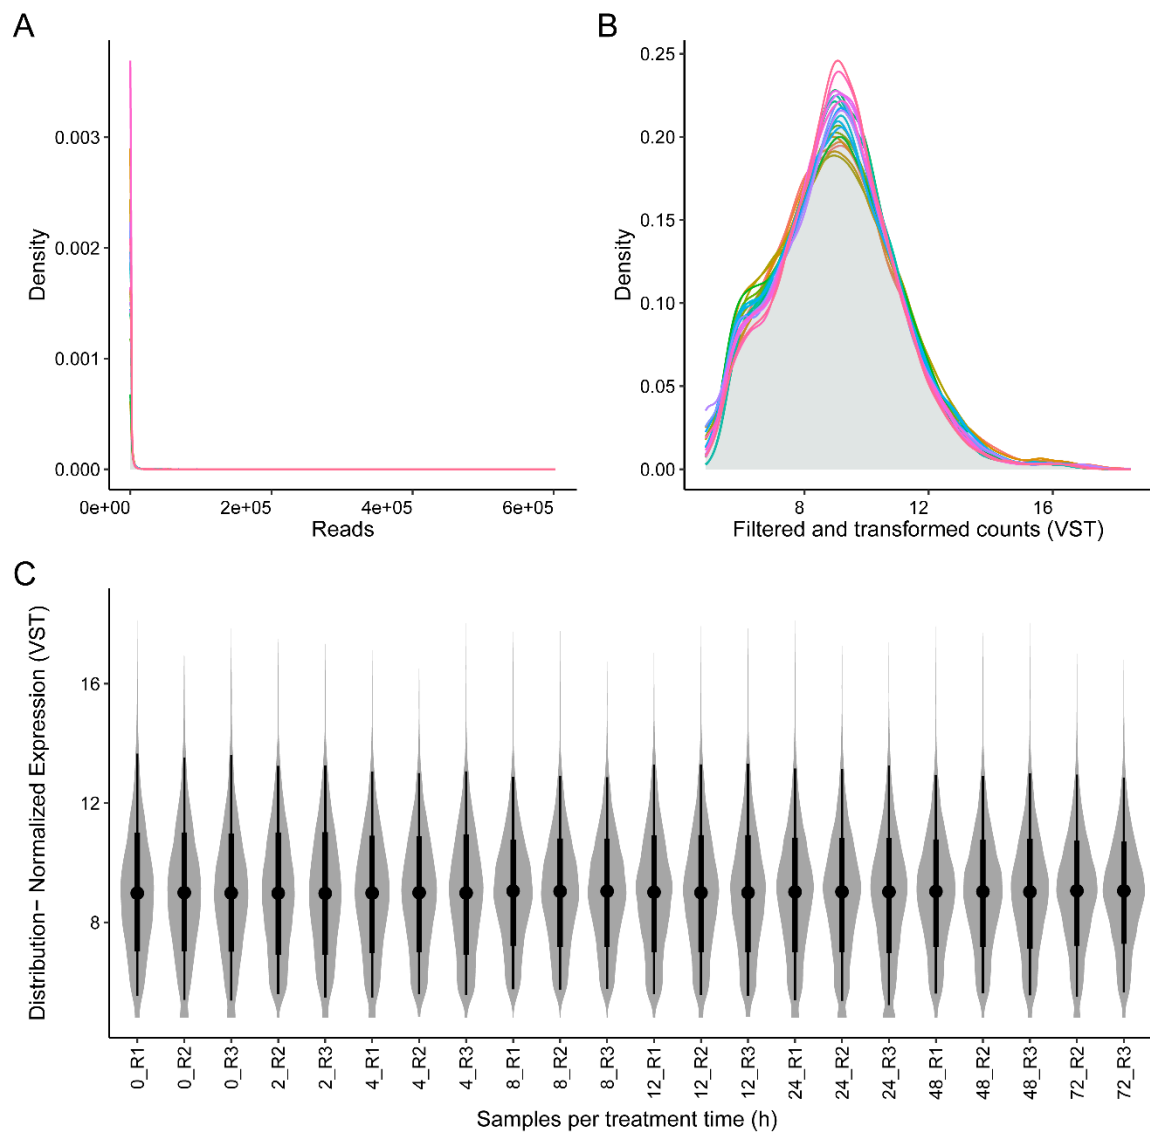 A
Density
0.003
0.002
0.001
0.000
0e+00 2e+05 4e+05 6e+05
Reads
B
Density
0.25
0.20
0.15
0.10
0.05
0.00
8 12 16
Filtered and transformed counts (VST)
C
Distribution− Normalized Expression (VST)
16
12
8
0_R1 0_R2 0_R3 2_R2 2_R3 4_R1 4_R2 4_R3 8_R1 8_R2 8_R3 12_R1 12_R2 12_R3 24_R1 24_R2 24_R3 48_R1 48_R2 48_R3 72_R2 72_R3
Samples per treatment time (h)